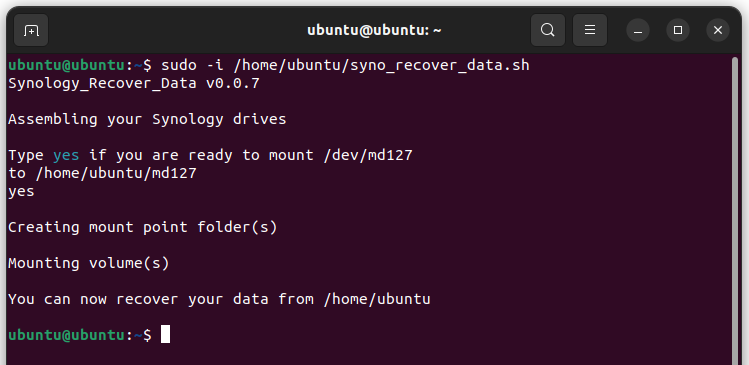 ubuntu@ubuntu: ~
ubuntu@ubuntu:~$ sudo -i /home/ubuntu/syno_recover_data.sh
Synology_Recover_Data v0.0.7
Assembling your Synology drives
Type yes if you are ready to mount /dev/md127
to /home/ubuntu/md127
yes
Creating mount point folder(s)
Mounting volume(s)
You can now recover your data from /home/ubuntu
ubuntu@ubuntu:~$